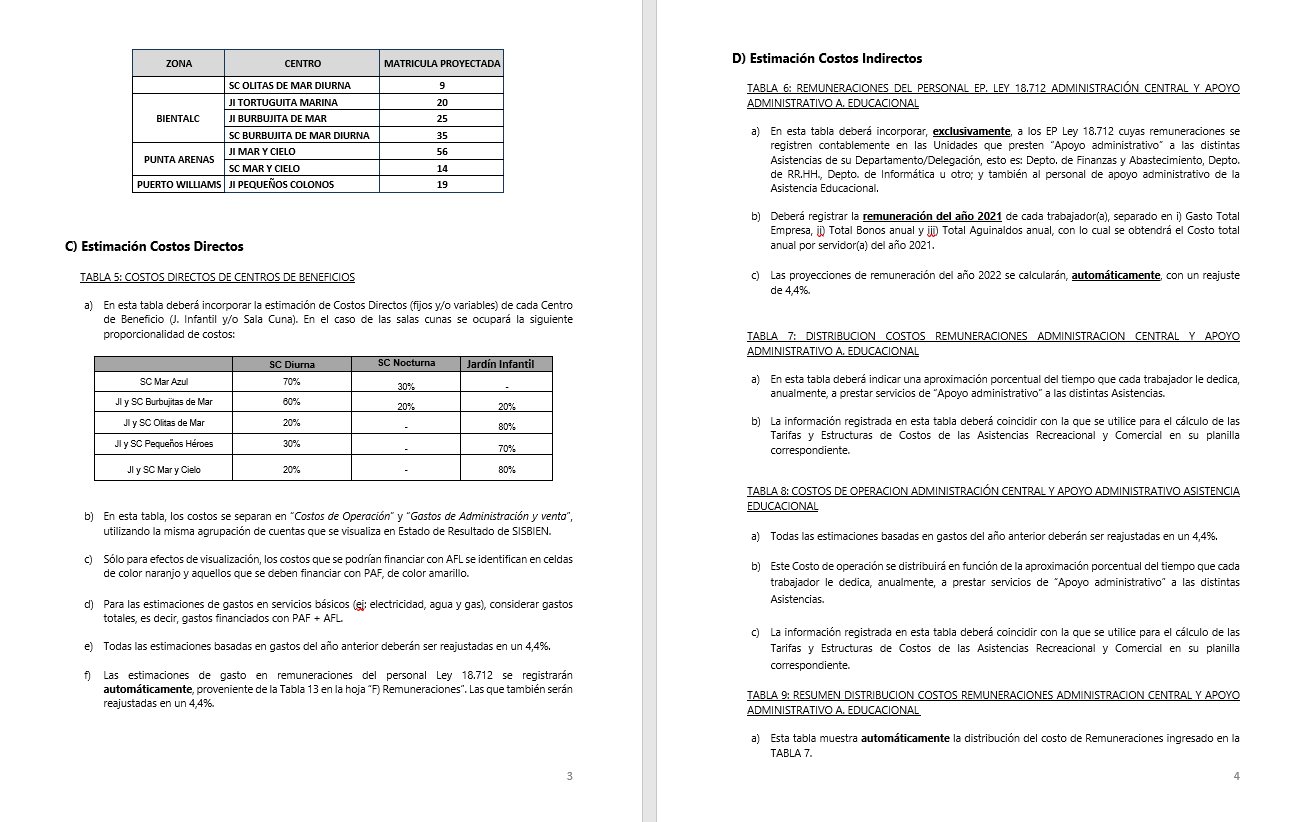 ZONA CENTRO MATRICULA PROYECTADA
SC OLITAS DE MAR DIURNA 9
BIENTALC JI TORTUGUITA MARINA 20
JI BURBUJITA DE MAR 25
SC BURBUJITA DE MAR DIURNA 35
PUNTA ARENAS JI MAR Y CIELO 56
SC MAR Y CIELO 14
PUERTO WILLIAMS JI PEQUEÑOS COLONOS 19
C) Estimación Costos Directos
TABLA 5: COSTOS DIRECTOS DE CENTROS DE BENEFICIOS
a) En esta tabla deberá incorporar la estimación de Costos Directos (fijos y/o variables) de cada Centro
de Beneficio (J. Infantil y/o Sala Cuna). En el caso de las salas cunas se ocupará la siguiente
proporcionalidad de costos:
SC Diurna SC Nocturna Jardín Infantil
SC Mar Azul 70% 30% -
JI y SC Burbujitas de Mar 60% 20% 20%
JI y SC Olitas de Mar 20% - 80%
JI y SC Pequeños Héroes 30% - 70%
JI y SC Mar y Cielo 20% - 80%
b) En esta tabla, los costos se separan en “Costos de Operación” y “Gastos de Administración y venta”,
utilizando la misma agrupación de cuentas que se visualiza en Estado de Resultado de SISBIEN.
c) Sólo para efectos de visualización, los costos que se podrían financiar con AFL se identifican en celdas
de color naranjo y aquellos que se deben financiar con PAF, de color amarillo.
d) Para las estimaciones de gastos en servicios básicos (ej: electricidad, agua y gas), considerar gastos
totales, es decir, gastos financiados con PAF + AFL.
e) Todas las estimaciones basadas en gastos del año anterior deberán ser reajustadas en un 4,4%.
f) Las estimaciones de gasto en remuneraciones del personal Ley 18.712 se registrarán
automáticamente, proveniente de la Tabla 13 en la hoja “F) Remuneraciones”. Las que también serán
reajustadas en un 4,4%.
3
D) Estimación Costos Indirectos
TABLA 6: REMUNERACIONES DEL PERSONAL EP. LEY 18.712 ADMINISTRACIÓN CENTRAL Y APOYO
ADMINISTRATIVO A. EDUCACIONAL
a) En esta tabla deberá incorporar, exclusivamente, a los EP Ley 18.712 cuyas remuneraciones se
registren contablemente en las Unidades que presten “Apoyo administrativo” a las distintas
Asistencias de su Departamento/Delegación, esto es: Depto. de Finanzas y Abastecimiento, Depto.
de RR.HH., Depto. de Informática u otro; y también al personal de apoyo administrativo de la
Asistencia Educacional.
b) Deberá registrar la remuneración del año 2021 de cada trabajador(a), separado en i) Gasto Total
Empresa, ii) Total Bonos anual y iii) Total Aguinaldos anual, con lo cual se obtendrá el Costo total
anual por servidor(a) del año 2021.
c) Las proyecciones de remuneración del año 2022 se calcularán, automáticamente, con un reajuste
de 4,4%.
TABLA 7: DISTRIBUCION COSTOS REMUNERACIONES ADMINISTRACION CENTRAL Y APOYO
ADMINISTRATIVO A. EDUCACIONAL
a) En esta tabla deberá indicar una aproximación porcentual del tiempo que cada trabajador le dedica,
anualmente, a prestar servicios de “Apoyo administrativo” a las distintas Asistencias.
b) La información registrada en esta tabla deberá coincidir con la que se utilice para el cálculo de las
Tarifas y Estructuras de Costos de las Asistencias Recreacional y Comercial en su planilla
correspondiente.
TABLA 8: COSTOS DE OPERACION ADMINISTRACIÓN CENTRAL Y APOYO ADMINISTRATIVO ASISTENCIA
EDUCACIONAL
a) Todas las estimaciones basadas en gastos del año anterior deberán ser reajustadas en un 4,4%.
b) Este Costo de operación se distribuirá en función de la aproximación porcentual del tiempo que cada
trabajador le dedica, anualmente, a prestar servicios de “Apoyo administrativo” a las distintas
Asistencias.
c) La información registrada en esta tabla deberá coincidir con la que se utilice para el cálculo de las
Tarifas y Estructuras de Costos de las Asistencias Recreacional y Comercial en su planilla
correspondiente.
TABLA 9: RESUMEN DISTRIBUCION COSTOS REMUNERACIONES ADMINISTRACION CENTRAL Y APOYO
ADMINISTRATIVO A. EDUCACIONAL
a) Esta tabla muestra automáticamente la distribución del costo de Remuneraciones ingresado en la
TABLA 7.
4